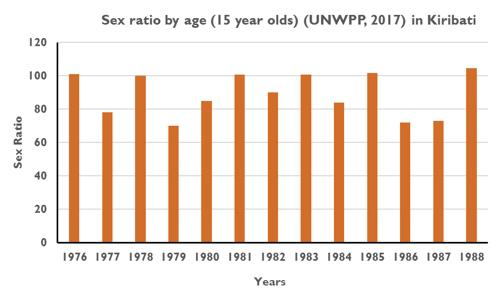 Sex ratio by age (15 year olds) (UNWPP, 2017) in Kiribati
120
100
80
60
40
20
0
Sex Ratio
1976 1977 1978 1979 1980 1981 1982 1983 1984 1985 1986 1987 1988
Years